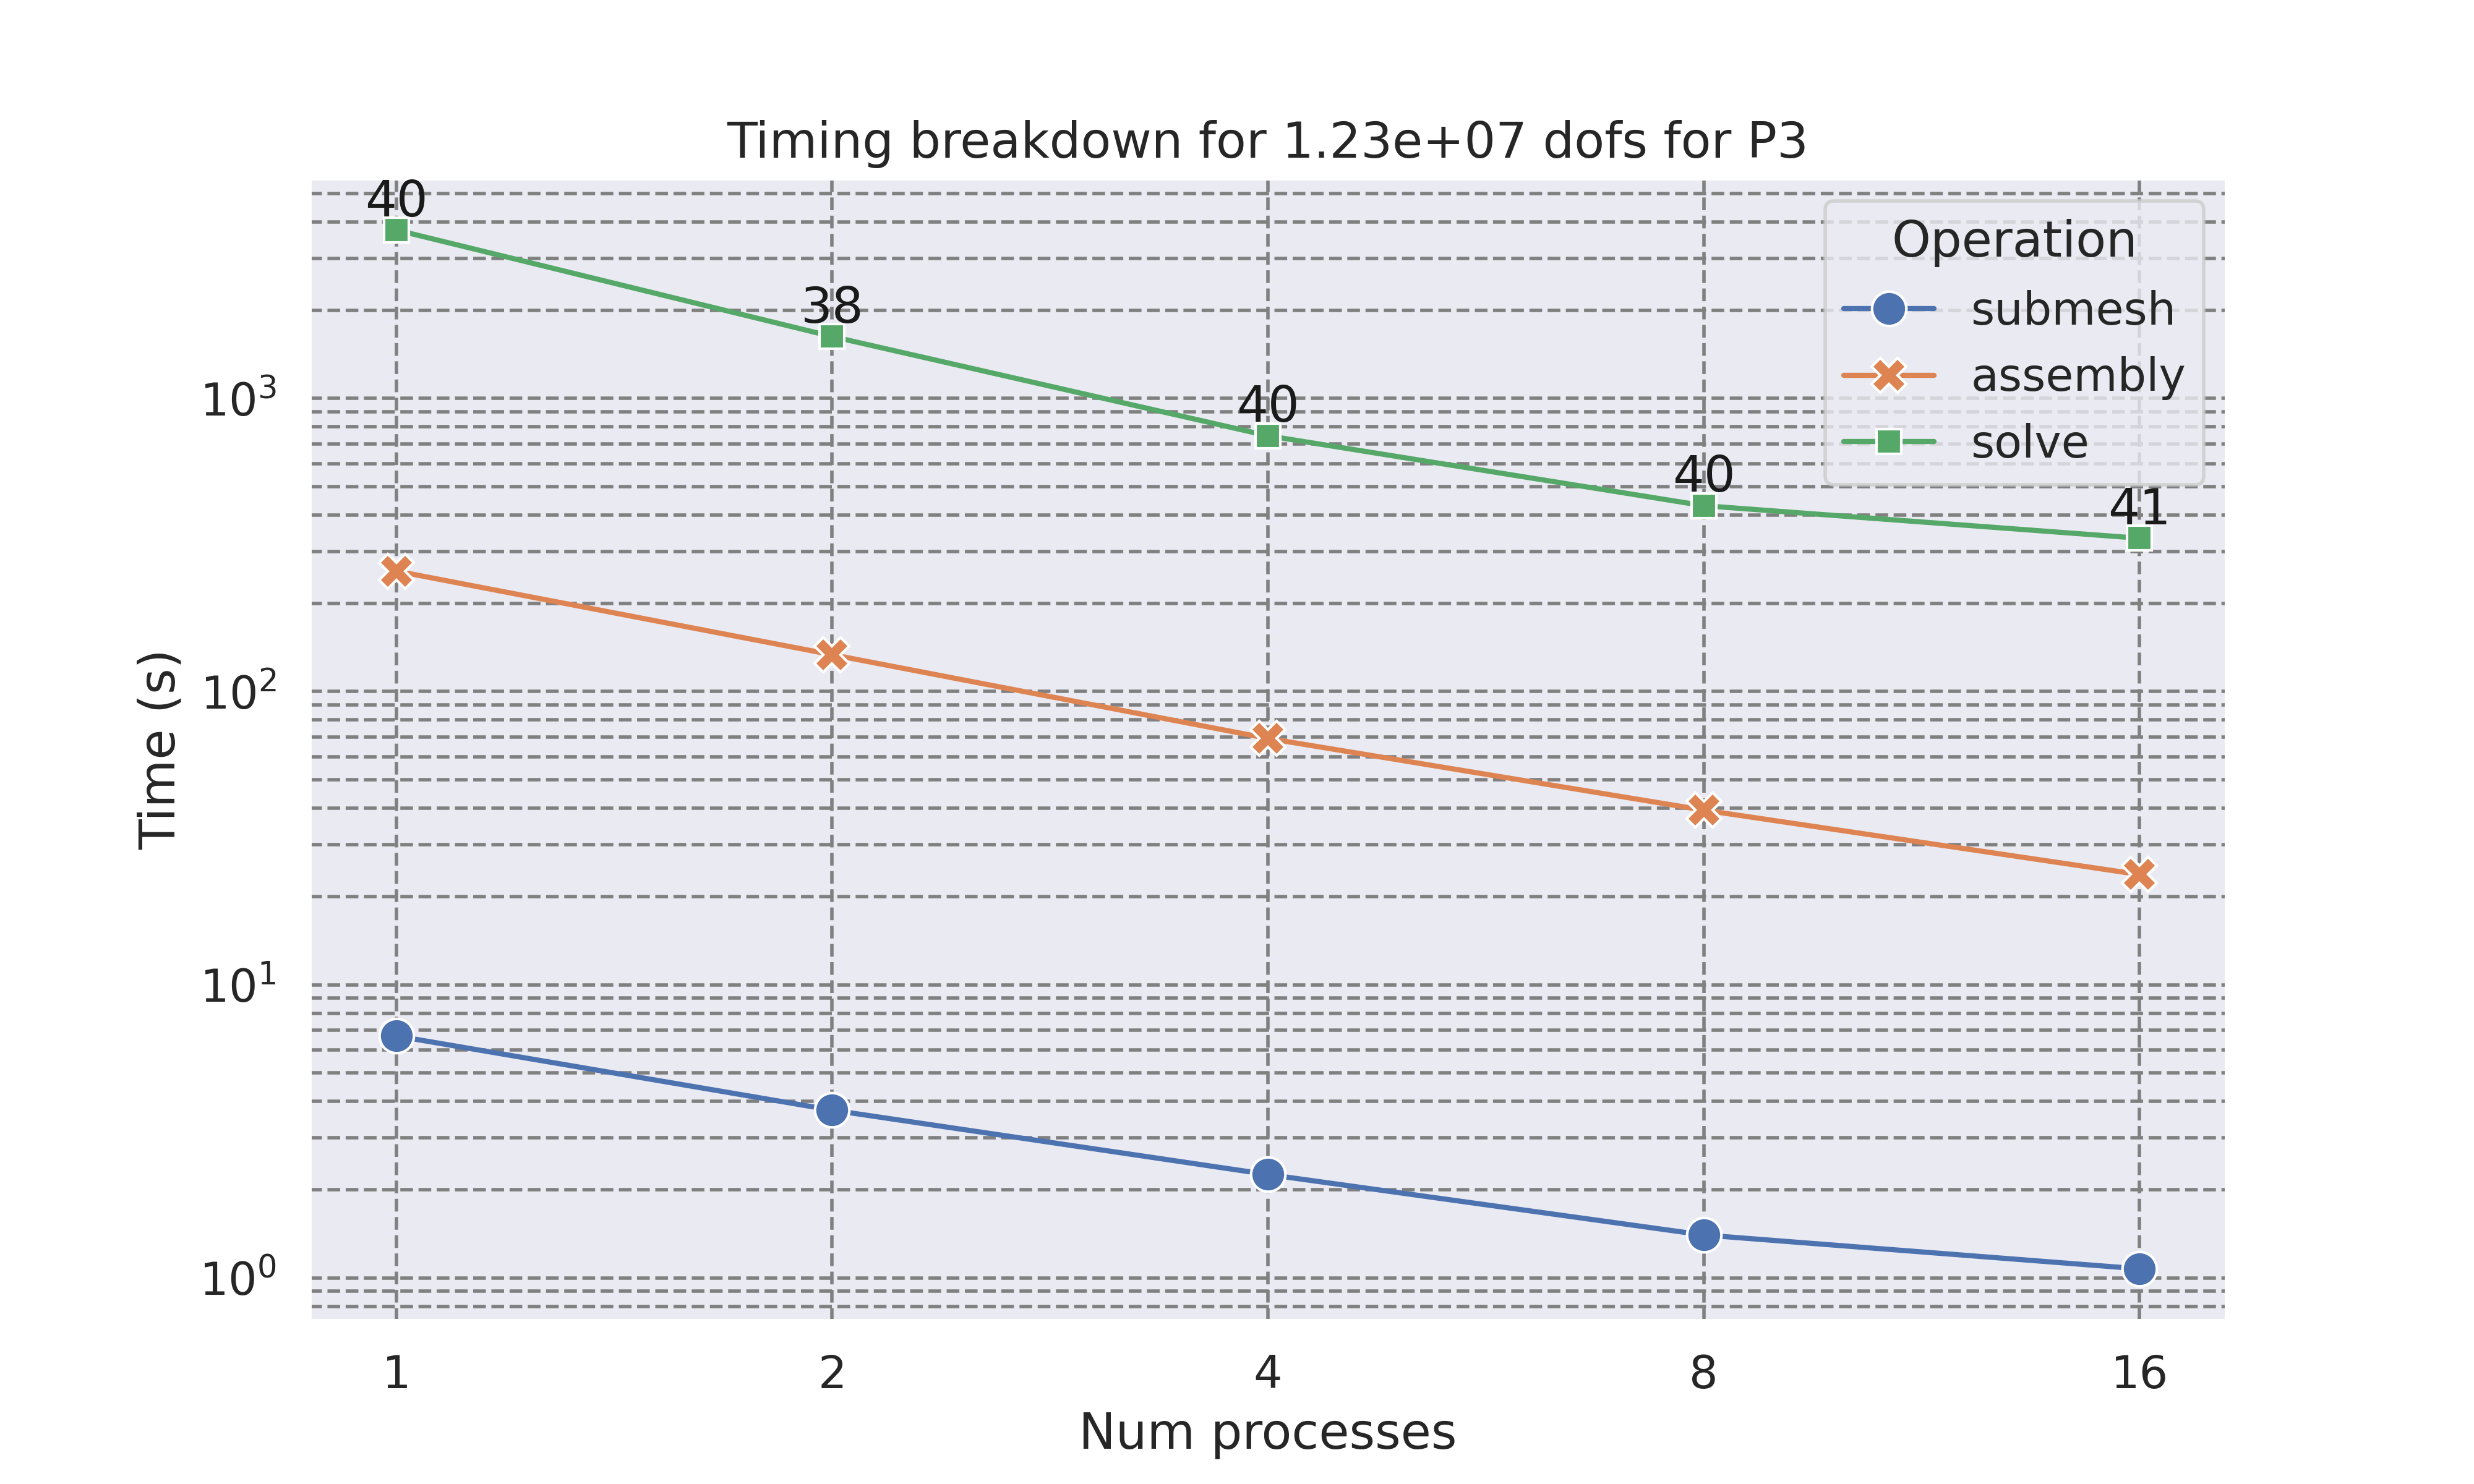 Timing breakdown for 1.23e+07 dofs for P3
40
38
40
40
41
Operation
submesh
assembly
solve
Time (s)
10³
10²
10¹
10⁰
1
2
4
8
16
Num processes